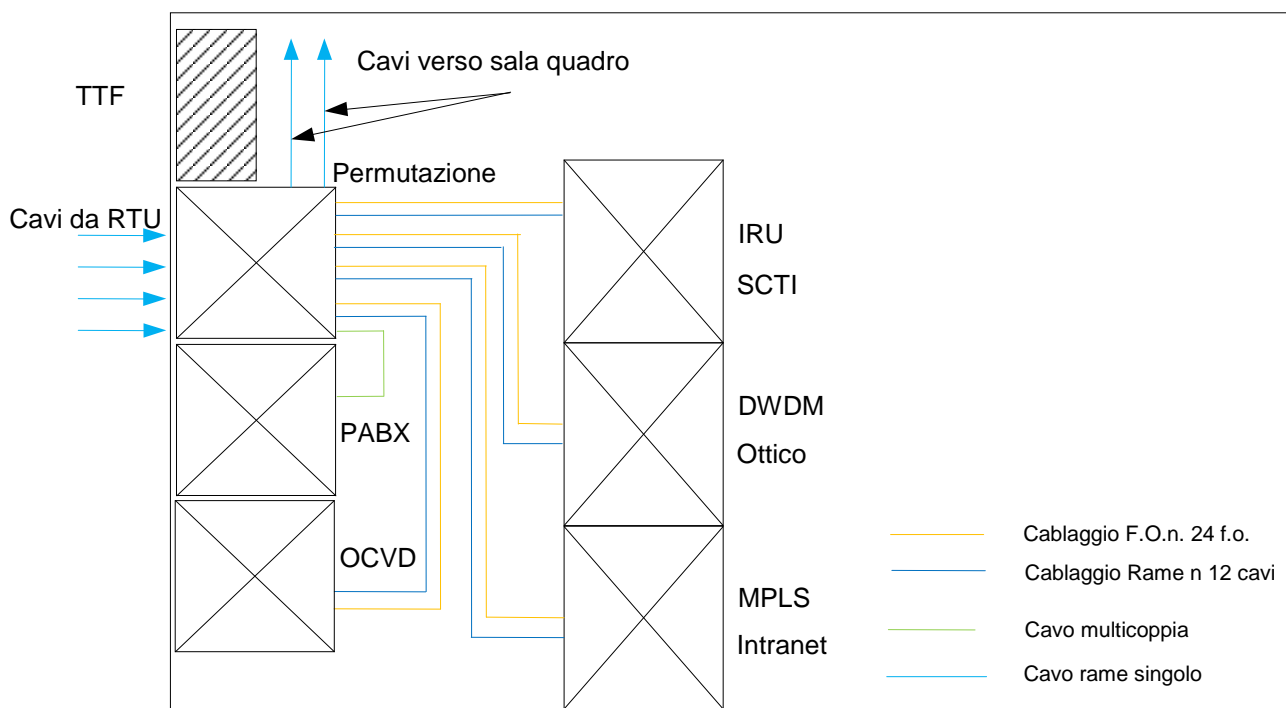 Cavi verso sala quadro
TTF
Permutazione
Cavi da RTU
IRU
SCTI
DWDM
PABX
Ottico
Cablaggio F.O.n. 24 f.o.
OCVD
Cablaggio Rame n 12 cavi
MPLS
Cavo multicoppia
Intranet
Cavo rame singolo